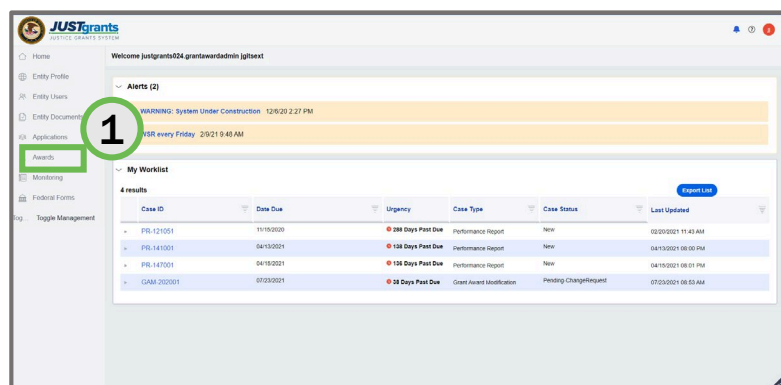 JUSTgrants
JUSTICE GRANTS SYSTEM
2
Home
Entity Profile
Entity Users
Entity Documents
Applications
Awards
Monitoring
Federal Forms
Tog... Toggle Management
1
Welcome justgrants024.grantawardadmin jgitsext
Alerts (2)
WARNING: System Under Construction 12/6/20 2:27 PM
WSR every Friday 2/9/21 9:48 AM
My Worklist
4 results
Export List
Case ID Date Due Urgency Case Type Case Status Last Updated
PR-121051 11/15/2020 288 Days Past Due Performance Report New 02/20/2021 11:43 AM
PR-141001 04/13/2021 138 Days Past Due Performance Report New 04/13/2021 08:00 PM
PR-147001 04/15/2021 136 Days Past Due Performance Report New 04/15/2021 08:01 PM
GAM-202001 07/23/2021 38 Days Past Due Grant Award Modification Pending-ChangeRequest 07/23/2021 08:53 AM